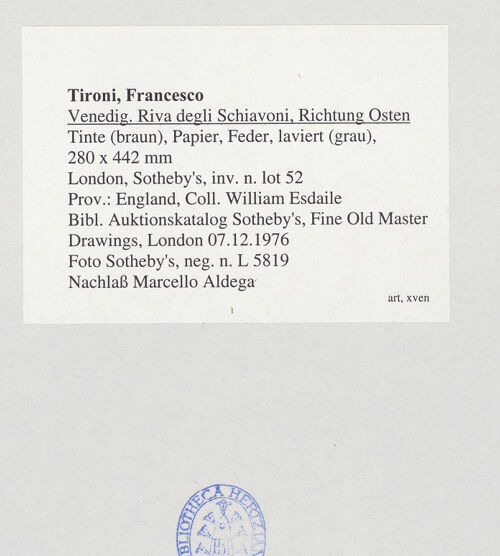 Tironi, Francesco
Venedig. Riva degli Schiavoni, Richtung Osten
Tinte (braun), Papier, Feder, laviert (grau),
280 x 442 mm
London, Sotheby's, inv. n. lot 52
Prov.: England, Coll. William Esdaile
Bibl. Auktionskatalog Sotheby's, Fine Old Master
Drawings, London 07.12.1976
Foto Sotheby's, neg. n. L 5819
Nachlaß Marcello Aldega
art, xven
1
BIBLIOTHECA HERTZIAN